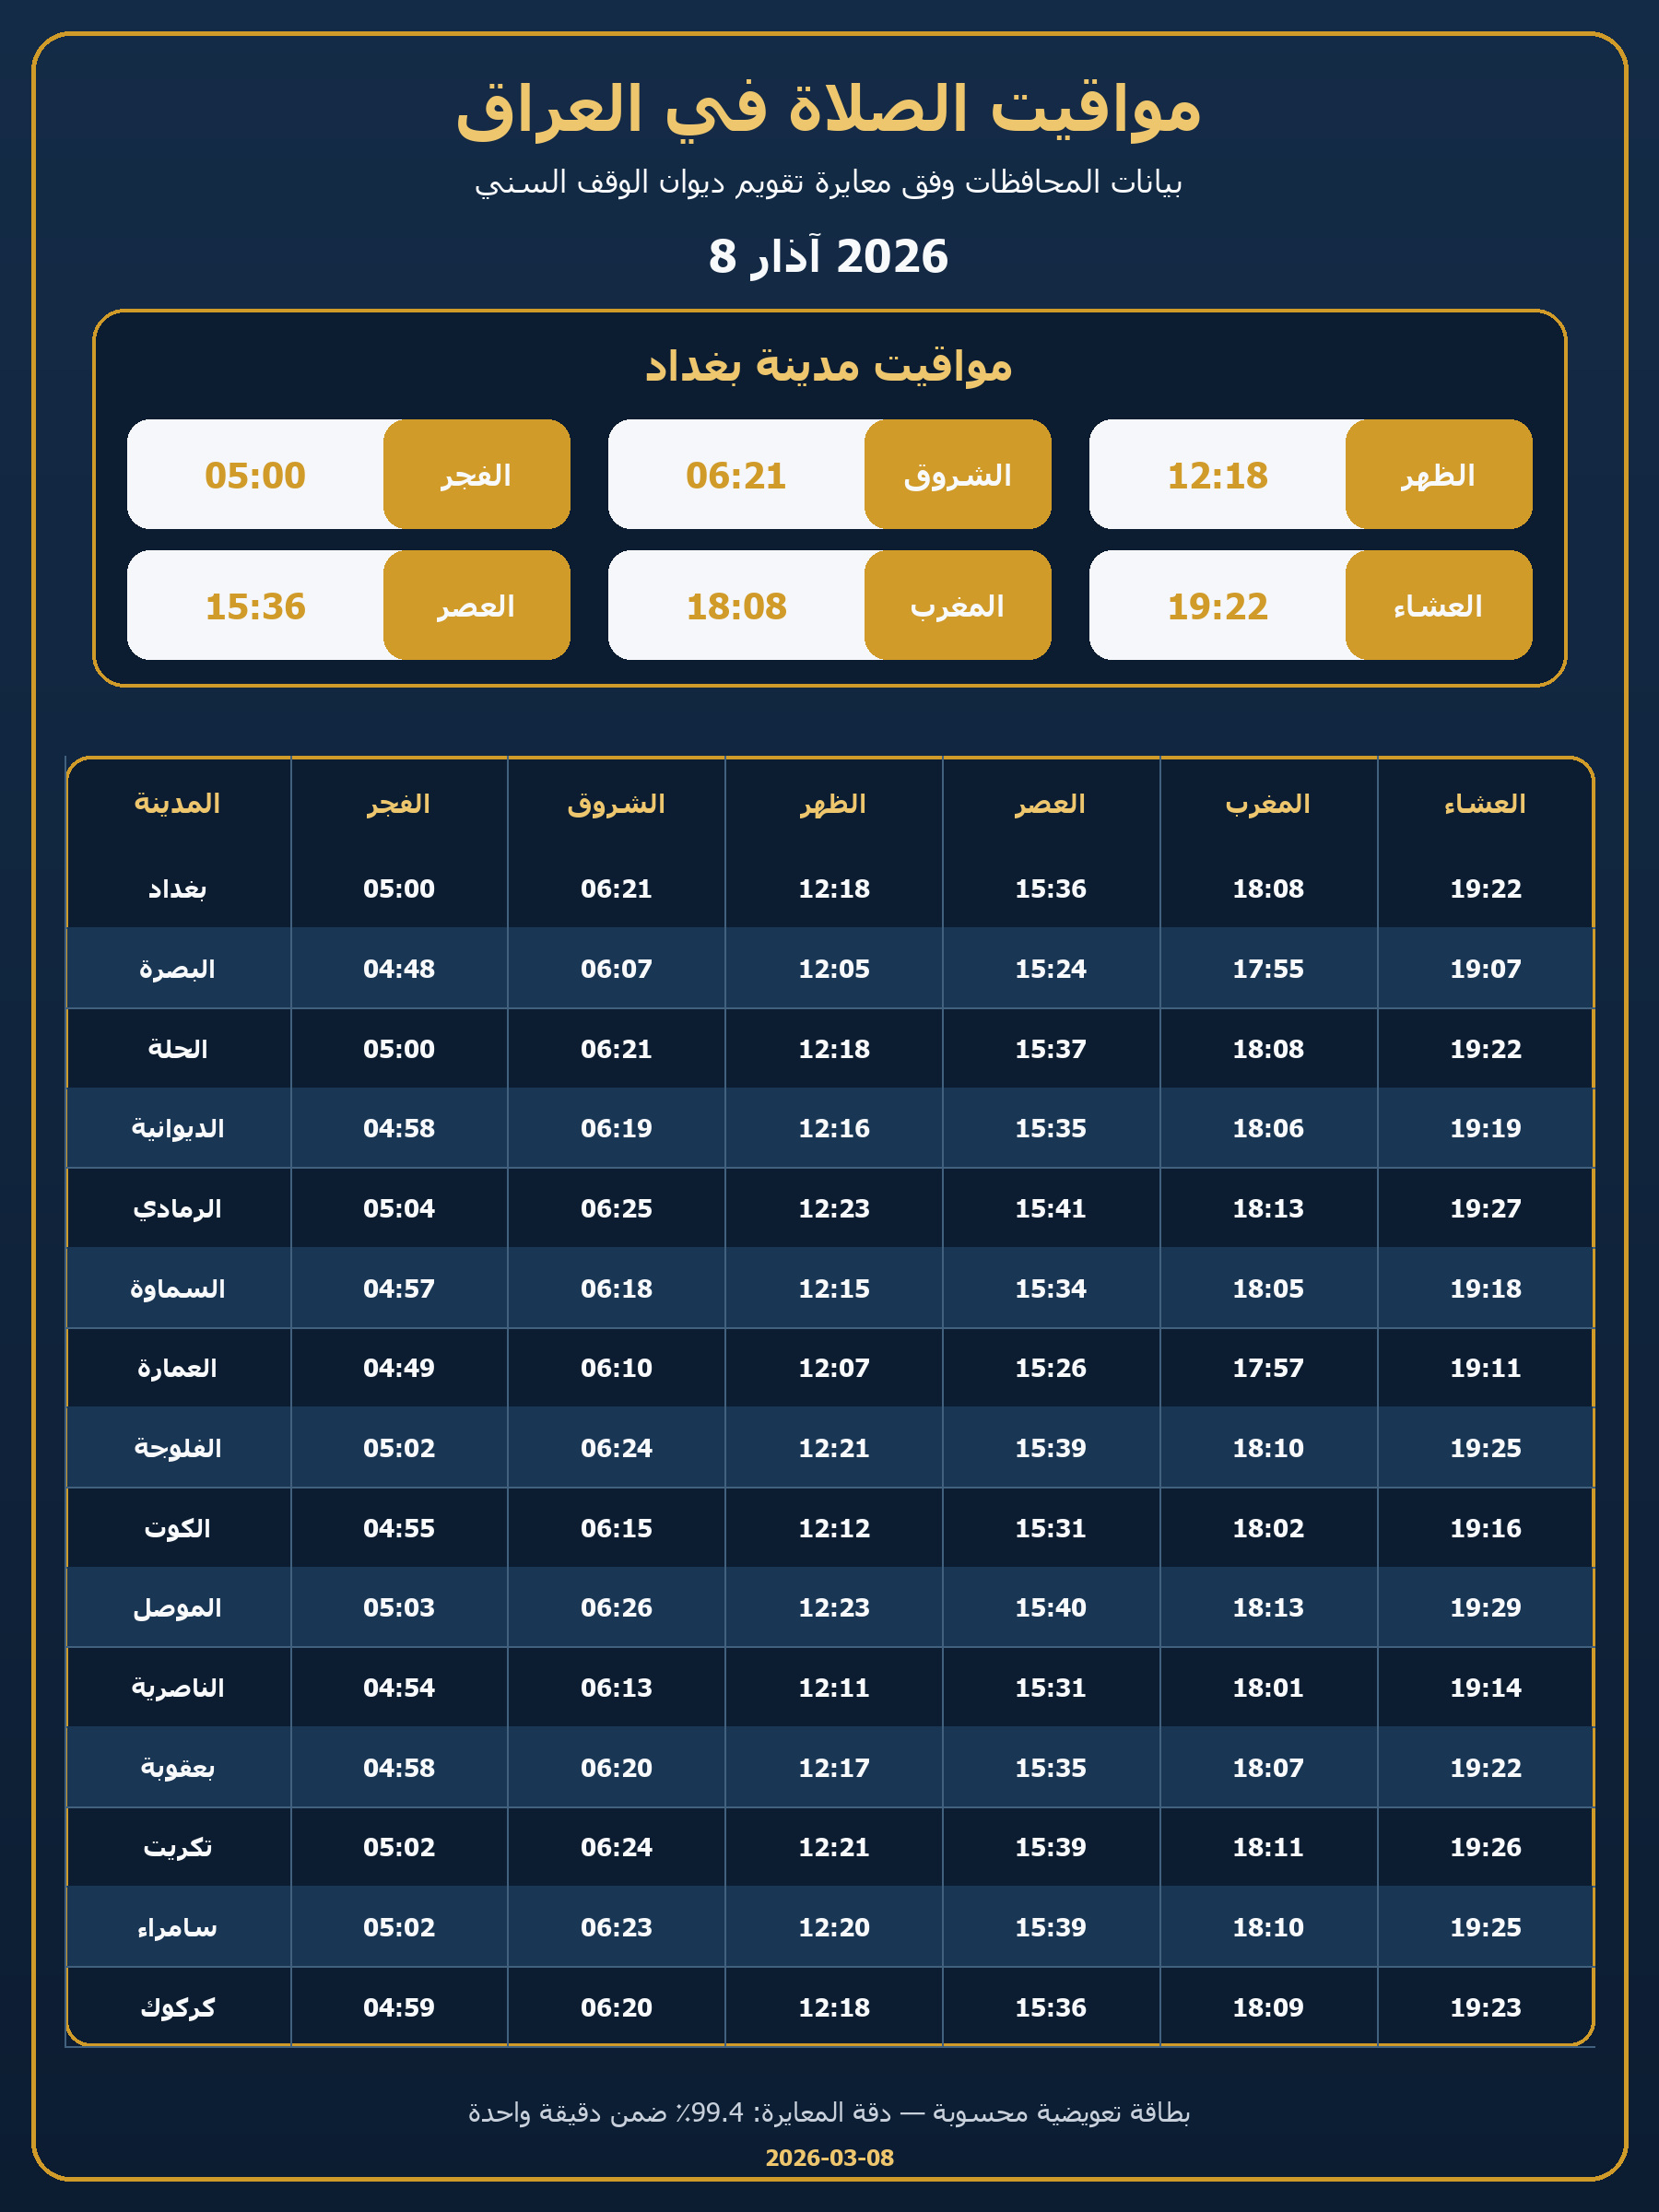 مواقيت الصلاة في العراق
بيانات المحافظات وفق معايرة تقويم ديوان الوقف السني
8 آذار 2026
مواقيت مدينة بغداد
الظهر 12:18 الشروق 06:21 الفجر 05:00
العشاء 19:22 المغرب 18:08 العصر 15:36
العشاء المغرب العصر الظهر الشروق الفجر المدينة
19:22 18:08 15:36 12:18 06:21 05:00 بغداد
19:07 17:55 15:24 12:05 06:07 04:48 البصرة
19:22 18:08 15:37 12:18 06:21 05:00 الحلة
19:19 18:06 15:35 12:16 06:19 04:58 الديوانية
19:27 18:13 15:41 12:23 06:25 05:04 الرمادي
19:18 18:05 15:34 12:15 06:18 04:57 السماوة
19:11 17:57 15:26 12:07 06:10 04:49 العمارة
19:25 18:10 15:39 12:21 06:24 05:02 الفلوجة
19:16 18:02 15:31 12:12 06:15 04:55 الكوت
19:29 18:13 15:40 12:23 06:26 05:03 الموصل
19:14 18:01 15:31 12:11 06:13 04:54 الناصرية
19:22 18:07 15:35 12:17 06:20 04:58 بعقوبة
19:26 18:11 15:39 12:21 06:24 05:02 تكريت
19:25 18:10 15:39 12:20 06:23 05:02 سامراء
19:23 18:09 15:36 12:18 06:20 04:59 كركوك
بطاقة تعويضية محسوبة — دقة المعايرة: 99.4٪ ضمن دقيقة واحدة
2026-03-08